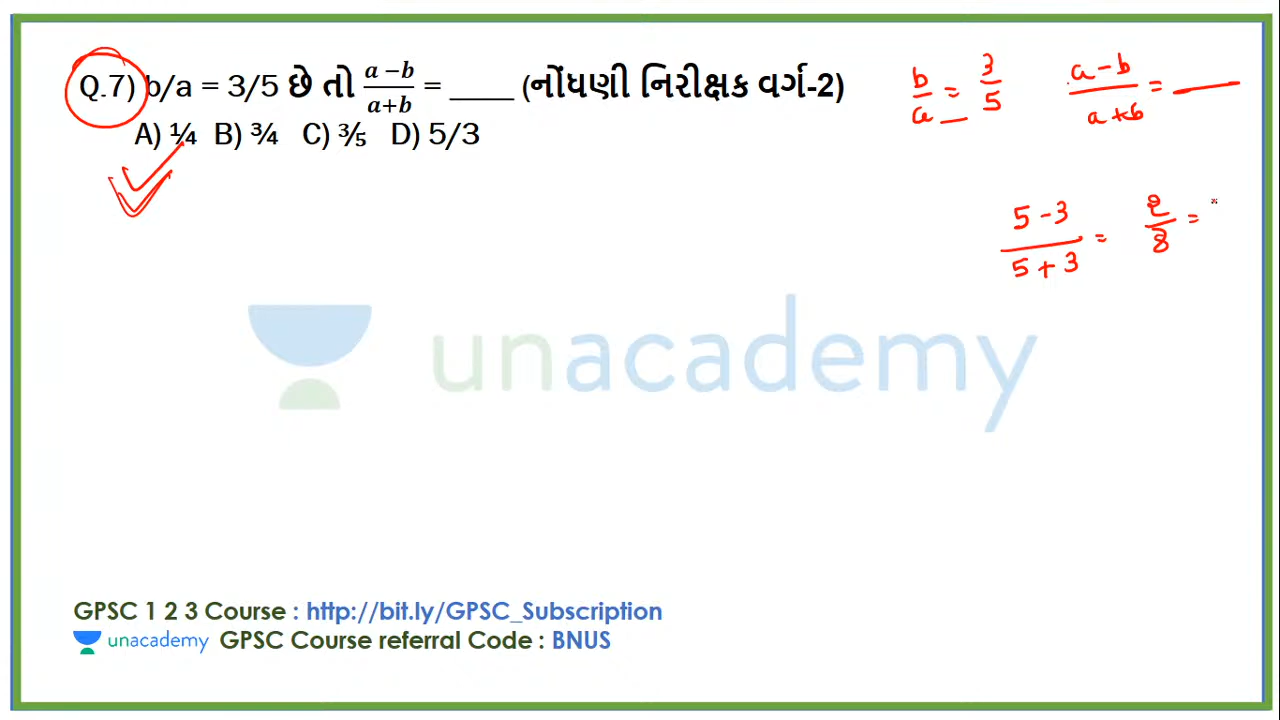 Q.7) b/a = 3/5 છે તો (a − b)/(a+b) = ____ (નોંધણી નિરીક્ષક વર્ગ-2)
A) ¼ B) ¾ C) ⅗ D) 5/3
b/a = 3/5 (a − b)/(a + b) = ___
(5 − 3)/(5 + 3) = 2/8 =
unacademy
GPSC 1 2 3 Course : http://bit.ly/GPSC_Subscription
unacademy GPSC Course referral Code : BNUS